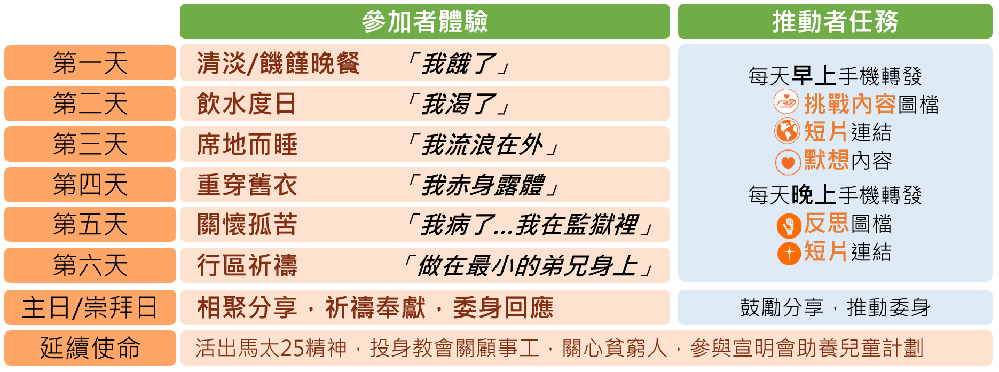 參加者體驗
推動者任務
第一天
清淡/饑饉晚餐
「我餓了」
第二天
飲水度日
「我渴了」
第三天
席地而睡
「我流浪在外」
第四天
重穿舊衣
「我赤身露體」
第五天
關懷孤苦
「我病了...我在監獄裡」
第六天
行區祈禱
「做在最小的弟兄身上」
每天早上手機轉發
挑戰內容圖檔
短片連結
默想內容
每天晚上手機轉發
反思圖檔
短片連結
主日/崇拜日
相聚分享，祈禱奉獻，委身回應
鼓勵分享，推動委身
延續使命
活出馬太25精神，投身教會關顧事工，關心貧窮人，參與宣明會助養兒童計劃